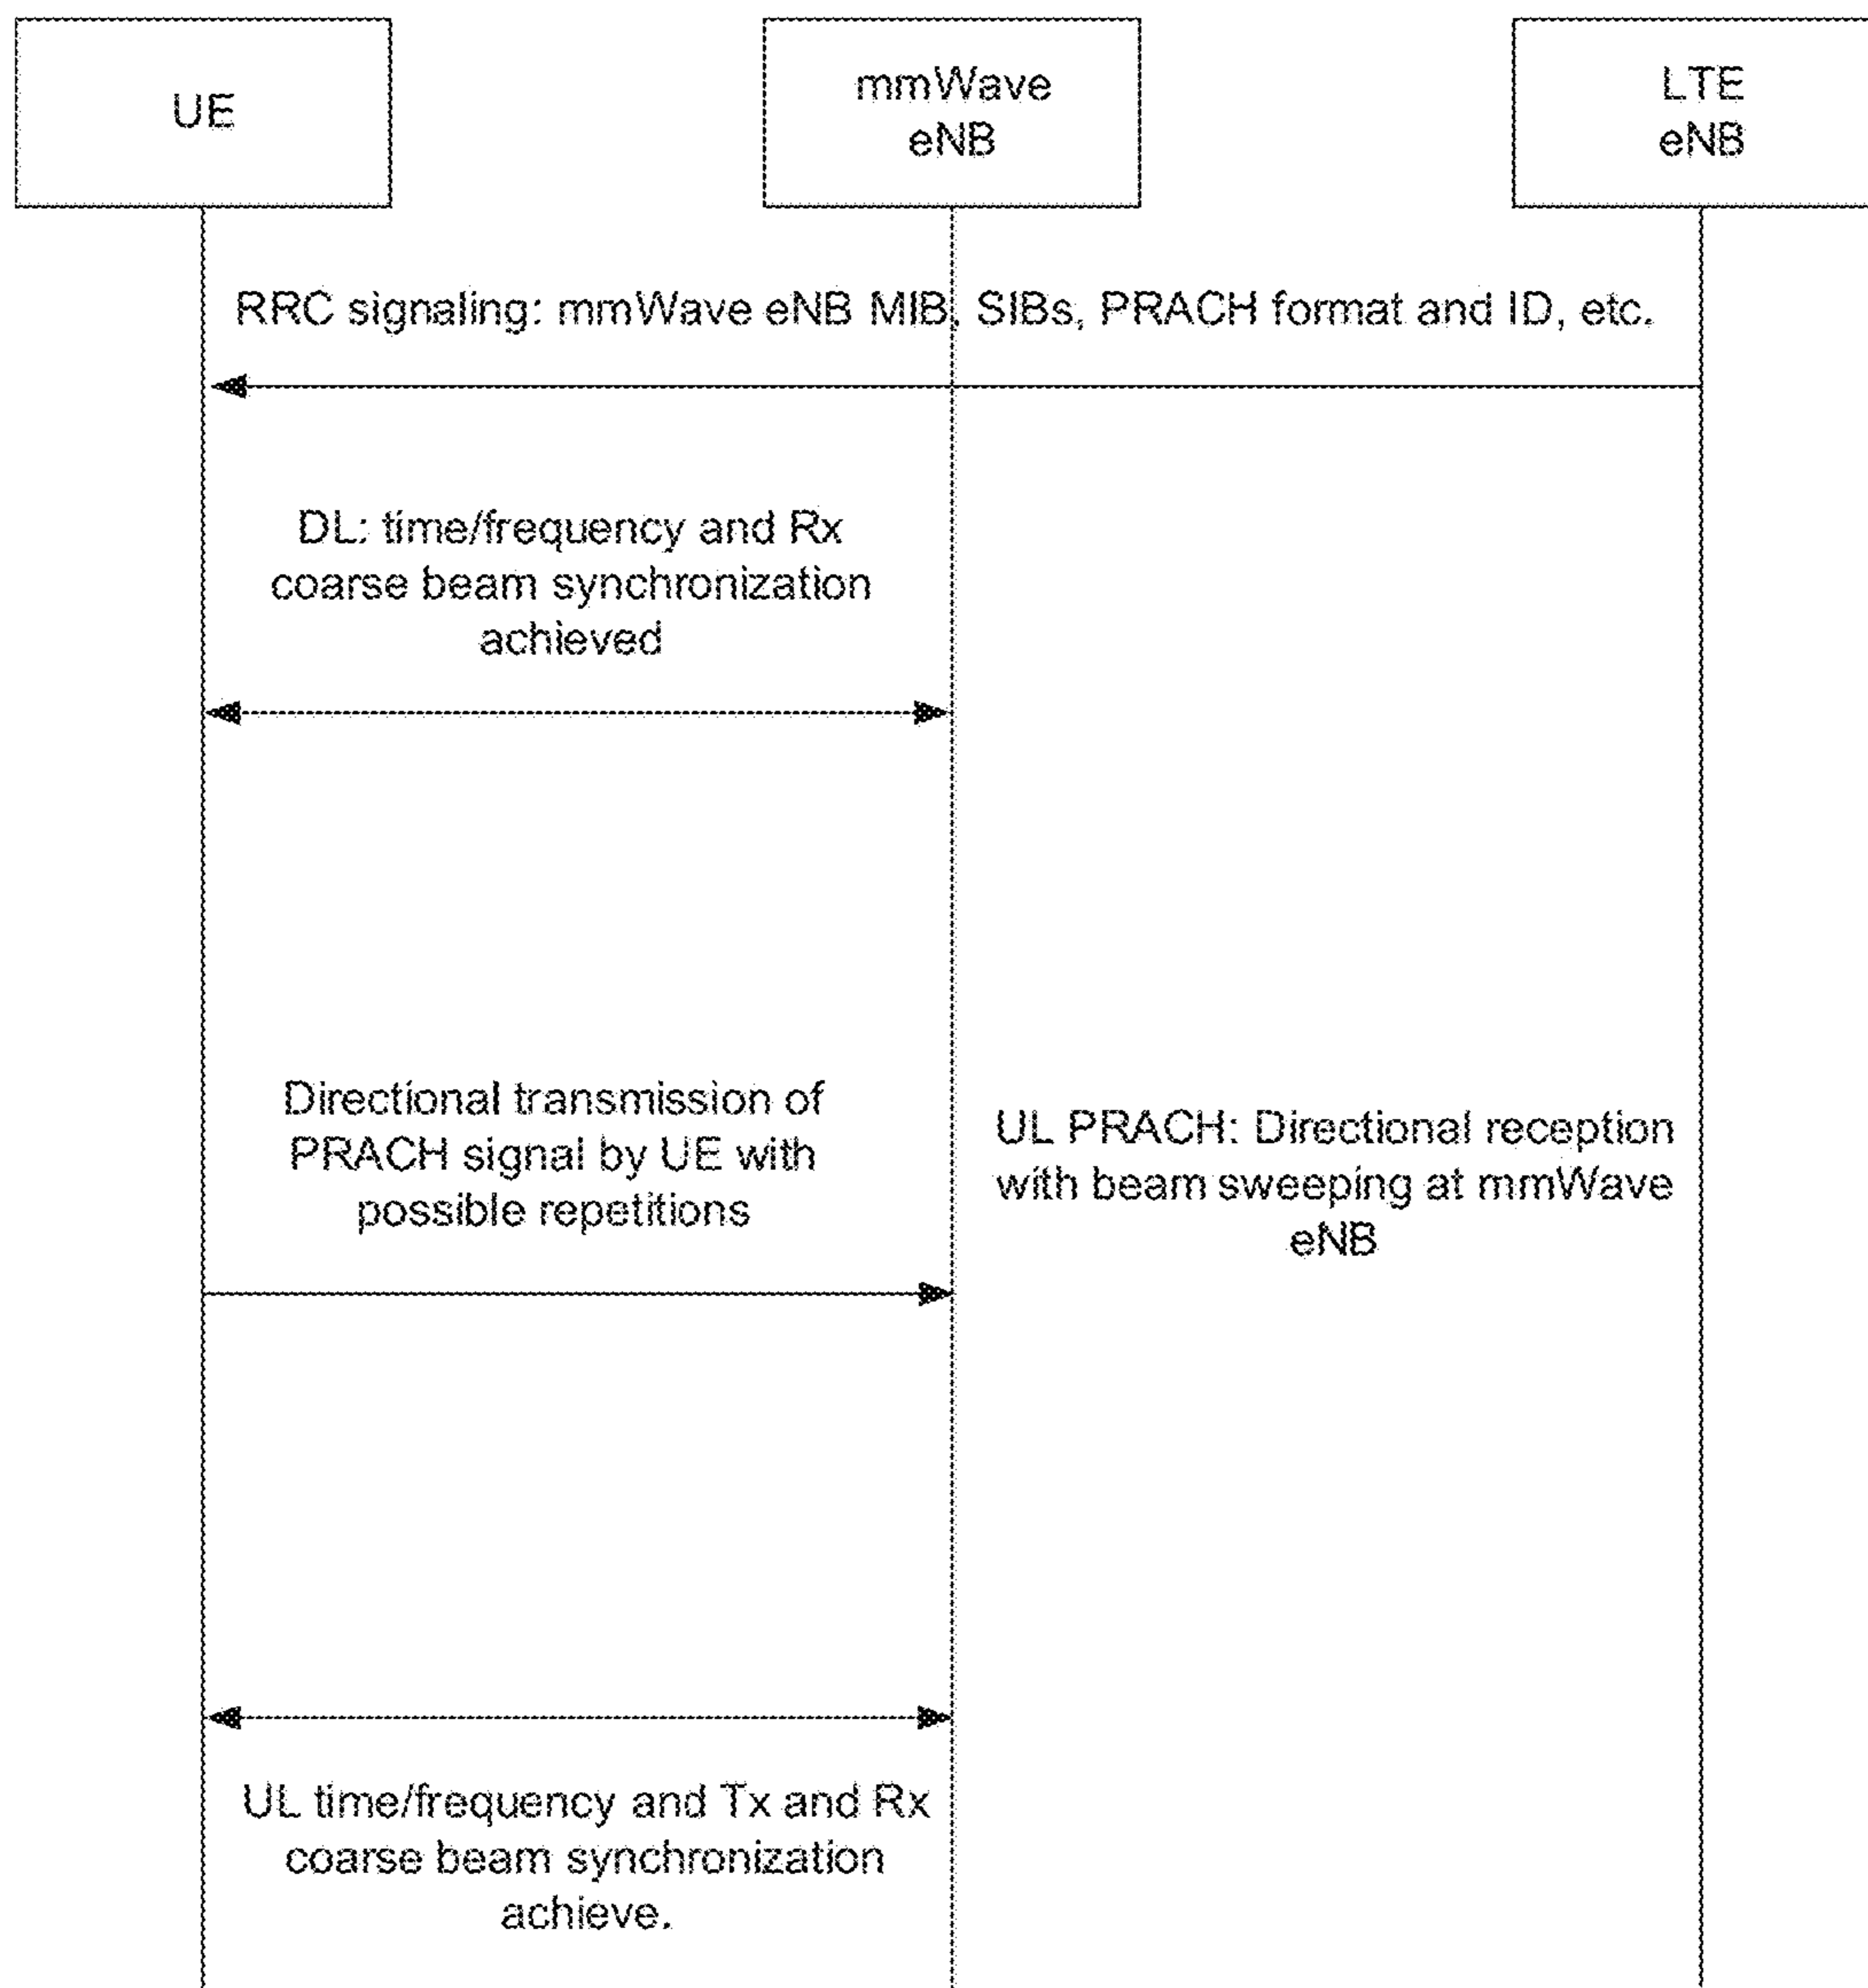 UE
mmWave
eNB
LTE
eNB
RRC signaling: mmWave eNB MIB, SIBs, PRACH format and ID, etc.
DL: time/frequency and Rx
coarse beam synchronization
achieved
Directional transmission of
PRACH signal by UE with
possible repetitions
UL PRACH: Directional reception
with beam sweeping at mmWave
eNB
UL time/frequency and Tx and Rx
coarse beam synchronization
achieve.